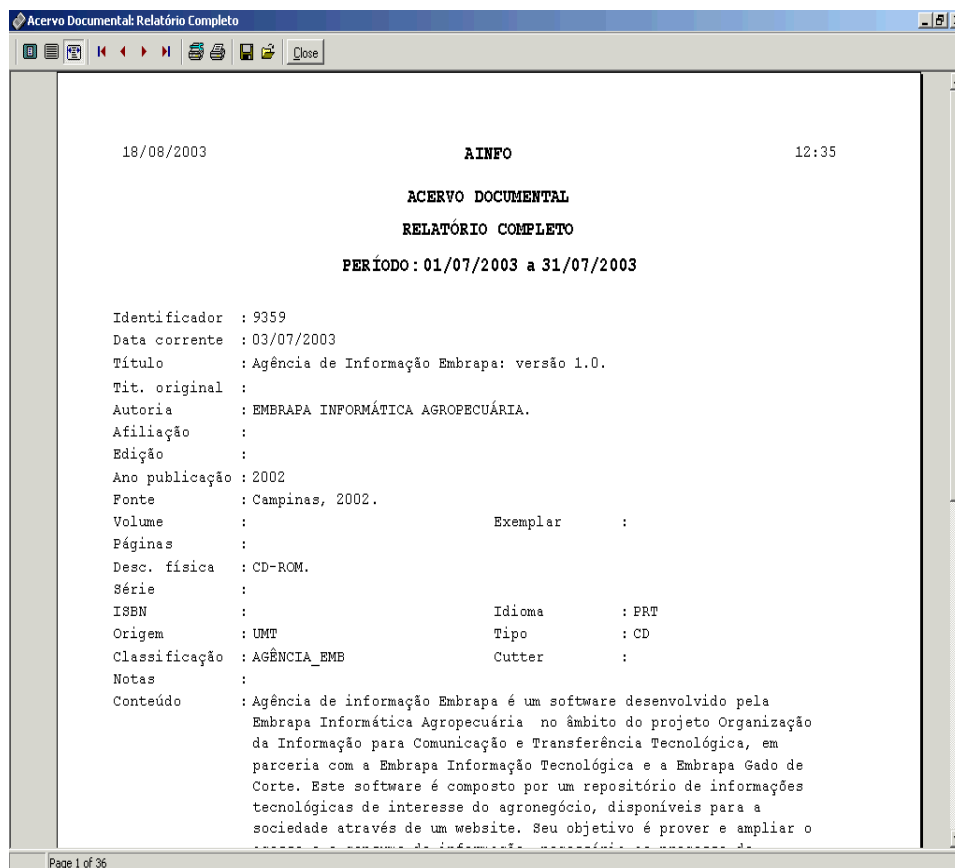 Acervo Documental: Relatório Completo
Close
18/08/2003 AINFO 12:35
ACERVO DOCUMENTAL
RELATÓRIO COMPLETO
PERÍODO: 01/07/2003 a 31/07/2003
Identificador : 9359
Data corrente : 03/07/2003
Título : Agência de Informação Embrapa: versão 1.0.
Tit. original :
Autoria : EMBRAPA INFORMÁTICA AGROPECUÁRIA.
Afiliação :
Edição :
Ano publicação : 2002
Fonte : Campinas, 2002.
Volume : Exemplar :
Páginas :
Desc. física : CD-ROM.
Série :
ISBN : Idioma : PRT
Origem : UMT Tipo : CD
Classificação : AGÊNCIA_EMB Cutter :
Notas :
Conteúdo : Agência de informação Embrapa é um software desenvolvido pela
Embrapa Informática Agropecuária no âmbito do projeto Organização
da Informação para Comunicação e Transferência Tecnológica, em
parceria com a Embrapa Informação Tecnológica e a Embrapa Gado de
Corte. Este software é composto por um repositório de informações
tecnológicas de interesse do agronegócio, disponíveis para a
sociedade através de um website. Seu objetivo é prover e ampliar o
Page 1 of 36